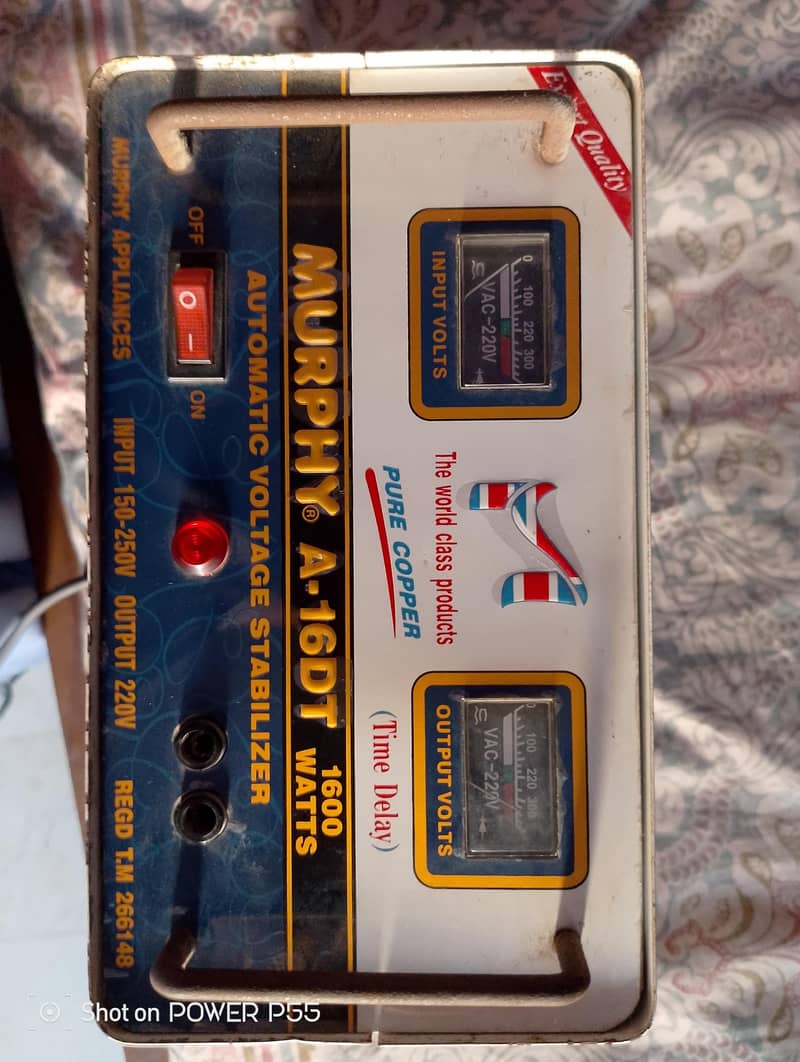 Export Quality
0 100 220 300
VAC~220V
INPUT VOLTS
The world class products
PURE COPPER
(Time Delay)
0 100 220 300
VAC~220V
OUTPUT VOLTS
MURPHY® A-16DT 1600 WATTS
AUTOMATIC VOLTAGE STABILIZER
OFF
ON
MURPHY APPLIANCES INPUT 150-250V OUTPUT 220V REGD T.M 266148
Shot on POWER P55